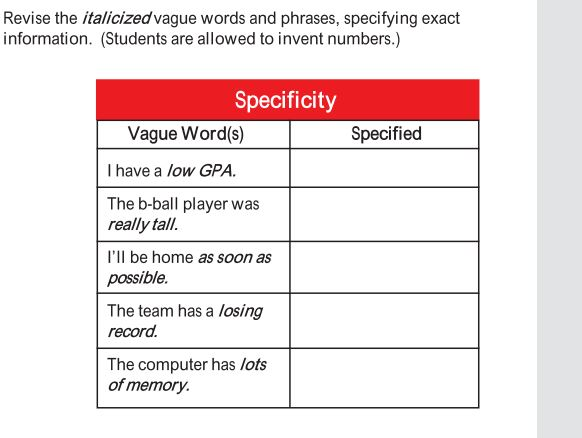 Revise the italicized vague words and phrases, specifying exact
information. (Students are allowed to invent numbers.)
Specificity
Vague Word(s) Specified
I have a low GPA.
The b-ball player was
really tall.
I'll be home as soon as
possible.
The team has a losing
record.
The computer has lots
of memory.